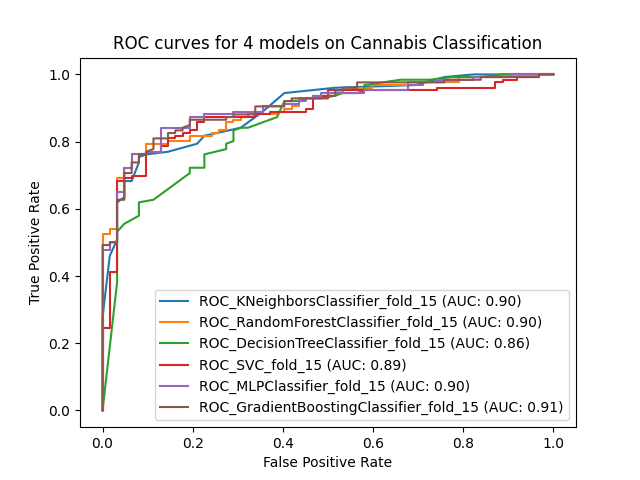 ROC curves for 4 models on Cannabis Classification
True Positive Rate
1.0
0.8
0.6
0.4
0.2
0.0
ROC_KNeighborsClassifier_fold_15 (AUC: 0.90)
ROC_RandomForestClassifier_fold_15 (AUC: 0.90)
ROC_DecisionTreeClassifier_fold_15 (AUC: 0.86)
ROC_SVC_fold_15 (AUC: 0.89)
ROC_MLPClassifier_fold_15 (AUC: 0.90)
ROC_GradientBoostingClassifier_fold_15 (AUC: 0.91)
0.0 0.2 0.4 0.6 0.8 1.0
False Positive Rate